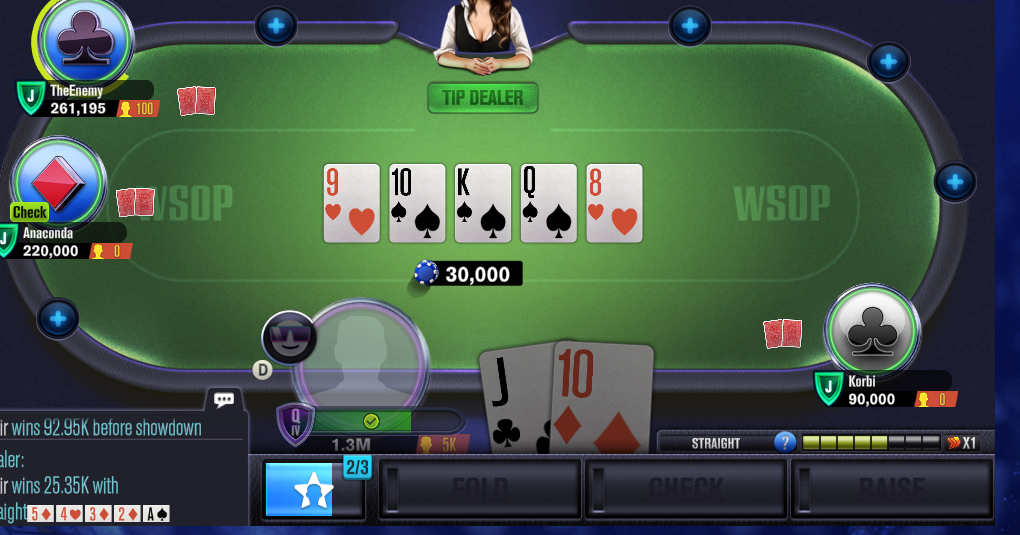 TheEnemy
261,195 100
J
TIP DEALER
9 10 K Q 8
WSOP WSOP
Check
Anaconda
220,000 0
J
30,000
D
J 10
Korbi
J
90,000 0
Q
IV
1.3M 5K
STRAIGHT ? X1
ir wins 92.95K before showdown
aler:
ir wins 25.35K with
aight 5 4 3 2 A
2/3
FOLD CHECK RAISE